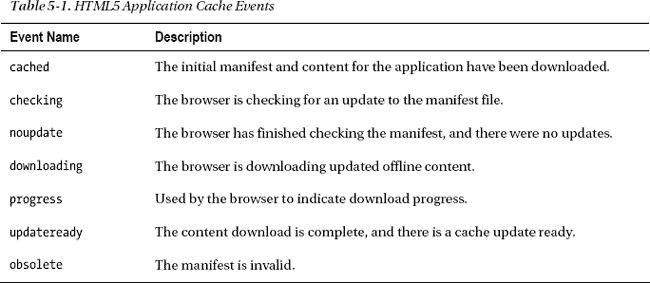 Table 5-1. HTML5 Application Cache Events
Event Name Description
cached The initial manifest and content for the application have been downloaded.
checking The browser is checking for an update to the manifest file.
noupdate The browser has finished checking the manifest, and there were no updates.
downloading The browser is downloading updated offline content.
progress Used by the browser to indicate download progress.
updateready The content download is complete, and there is a cache update ready.
obsolete The manifest is invalid.